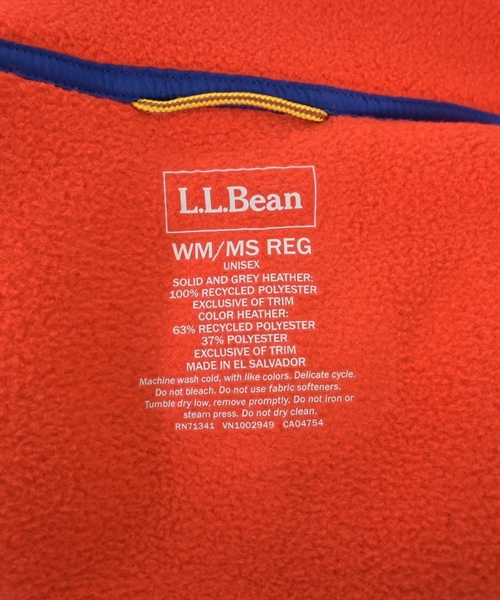 L.L.Bean
WM/MS REG
UNISEX
SOLID AND GREY HEATHER:
100% RECYCLED POLYESTER
EXCLUSIVE OF TRIM
COLOR HEATHER:
63% RECYCLED POLYESTER
37% POLYESTER
EXCLUSIVE OF TRIM
MADE IN EL SALVADOR
Machine wash cold, with like colors. Delicate cycle.
Do not bleach. Do not use fabric softeners.
Tumble dry low, remove promptly. Do not iron or
steam press. Do not dry clean.
RN71341 VN1002949 CA04754